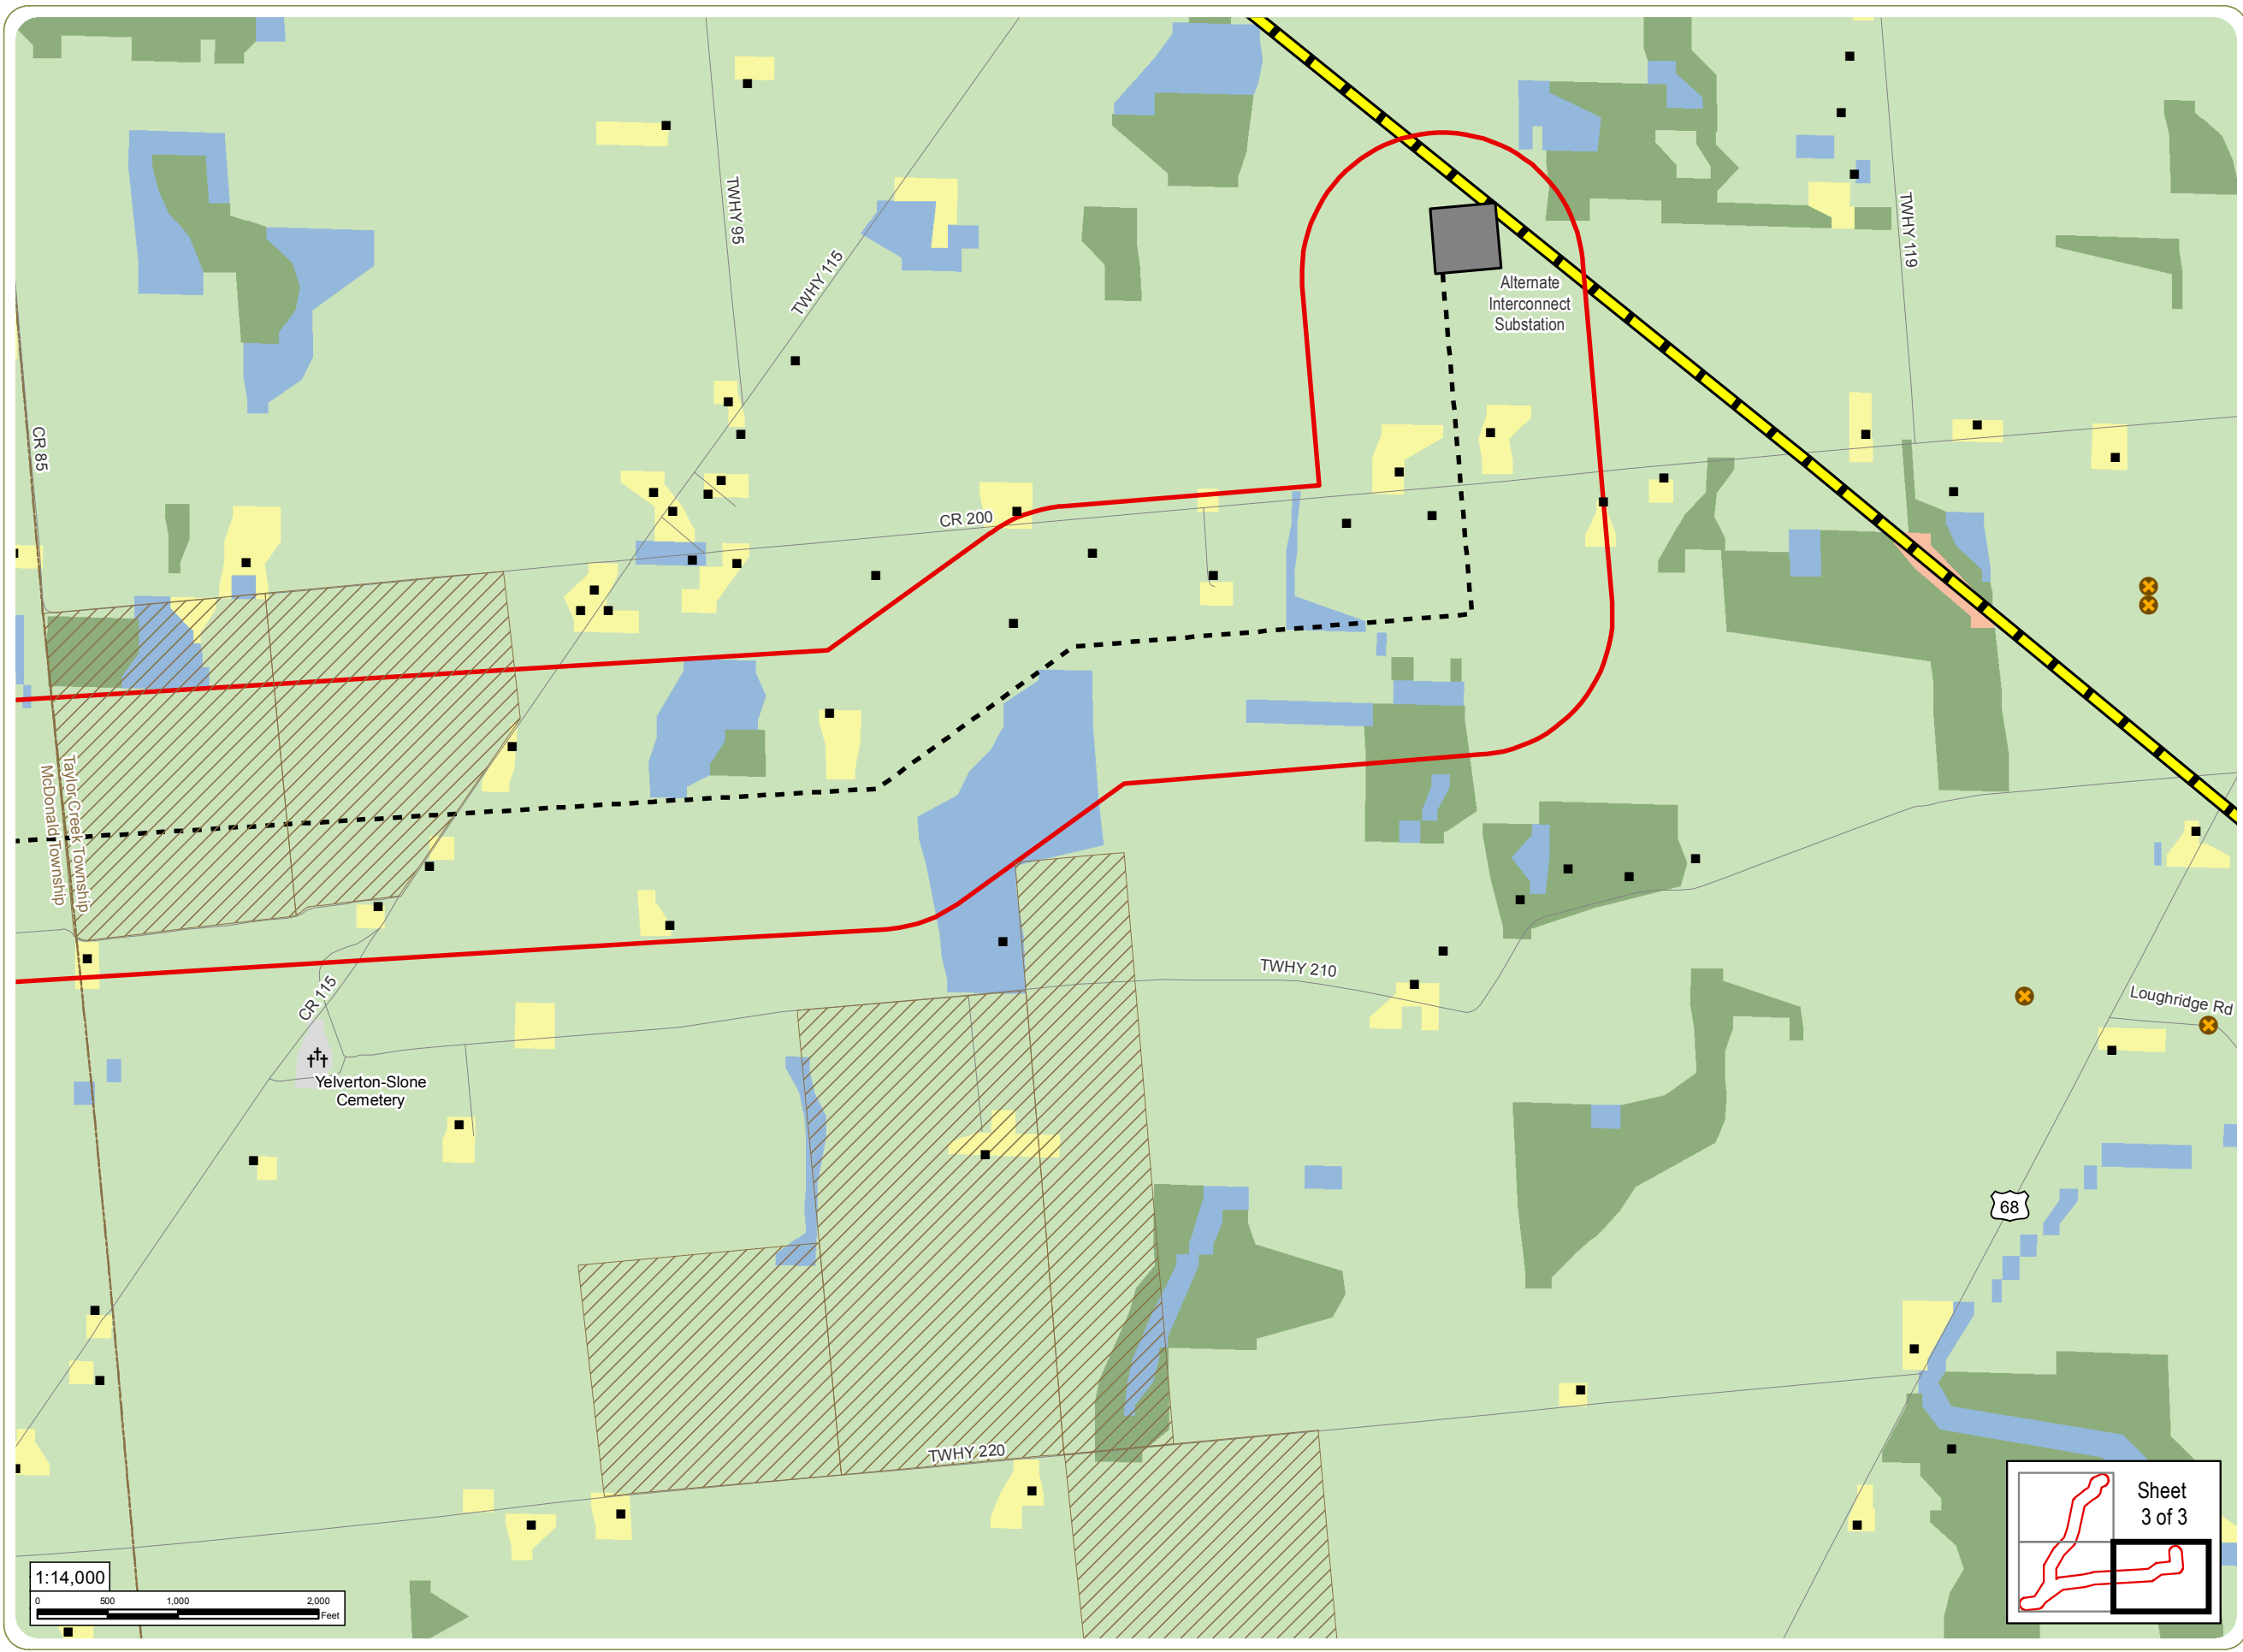 TWHY 95
TWHY 115
TWHY 119
Alternate
Interconnect
Substation
CR 85
CR 200
Taylor Creek Township
McDonald Township
TWHY 210
CR 115
Loughridge Rd
Yelverton-Slone
Cemetery
68
TWHY 220
Sheet
3 of 3
1:14,000
0 500 1,000 2,000
Feet